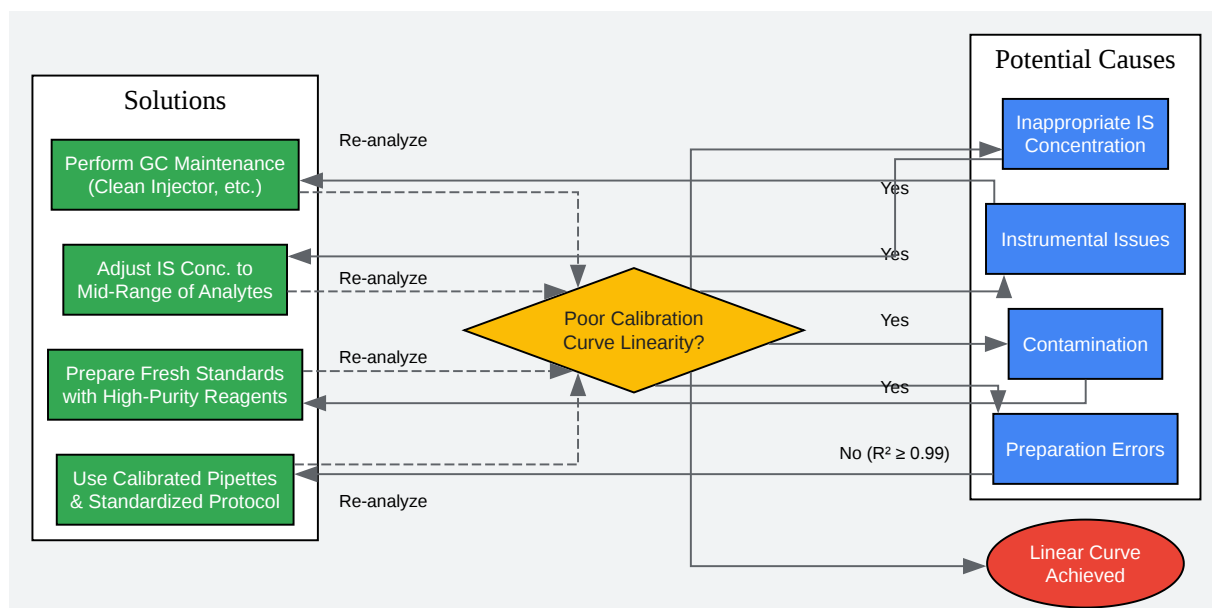 Solutions
Perform GC Maintenance
(Clean Injector, etc.)
Adjust IS Conc. to
Mid-Range of Analytes
Prepare Fresh Standards
with High-Purity Reagents
Use Calibrated Pipettes
& Standardized Protocol
Re-analyze
Re-analyze
Re-analyze
Re-analyze
Poor Calibration
Curve Linearity?
Yes
Yes
Yes
Yes
No (R² ≥ 0.99)
Potential Causes
Inappropriate IS
Concentration
Instrumental Issues
Contamination
Preparation Errors
Linear Curve
Achieved